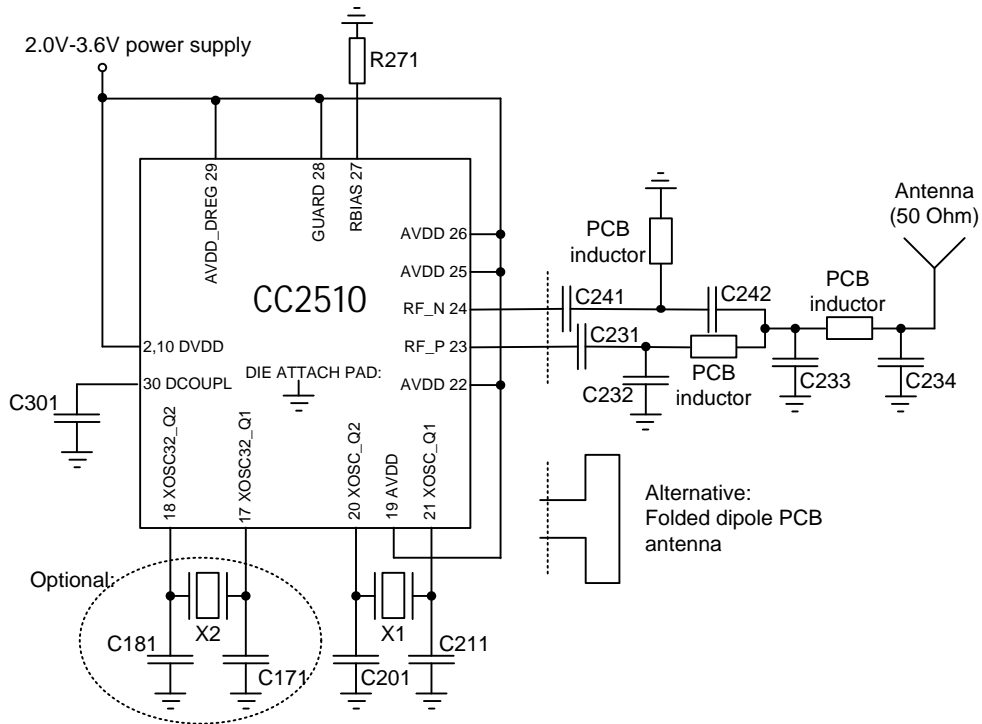 2.0V-3.6V power supply
R271
AVDD_DREG 29
GUARD 28
RBIAS 27
Antenna
(50 Ohm)
PCB
inductor
AVDD 26
AVDD 25
CC2510
C241
C242
PCB
inductor
RF_N 24
C231
2,10 DVDD
RF_P 23
30 DCOUPL
DIE ATTACH PAD:
AVDD 22
C301
C232
PCB
inductor
C233
C234
18 XOSC32_Q2
17 XOSC32_Q1
20 XOSC_Q2
19 AVDD
21 XOSC_Q1
Alternative:
Folded dipole PCB
antenna
Optional:
X2
X1
C181
C171
C201
C211